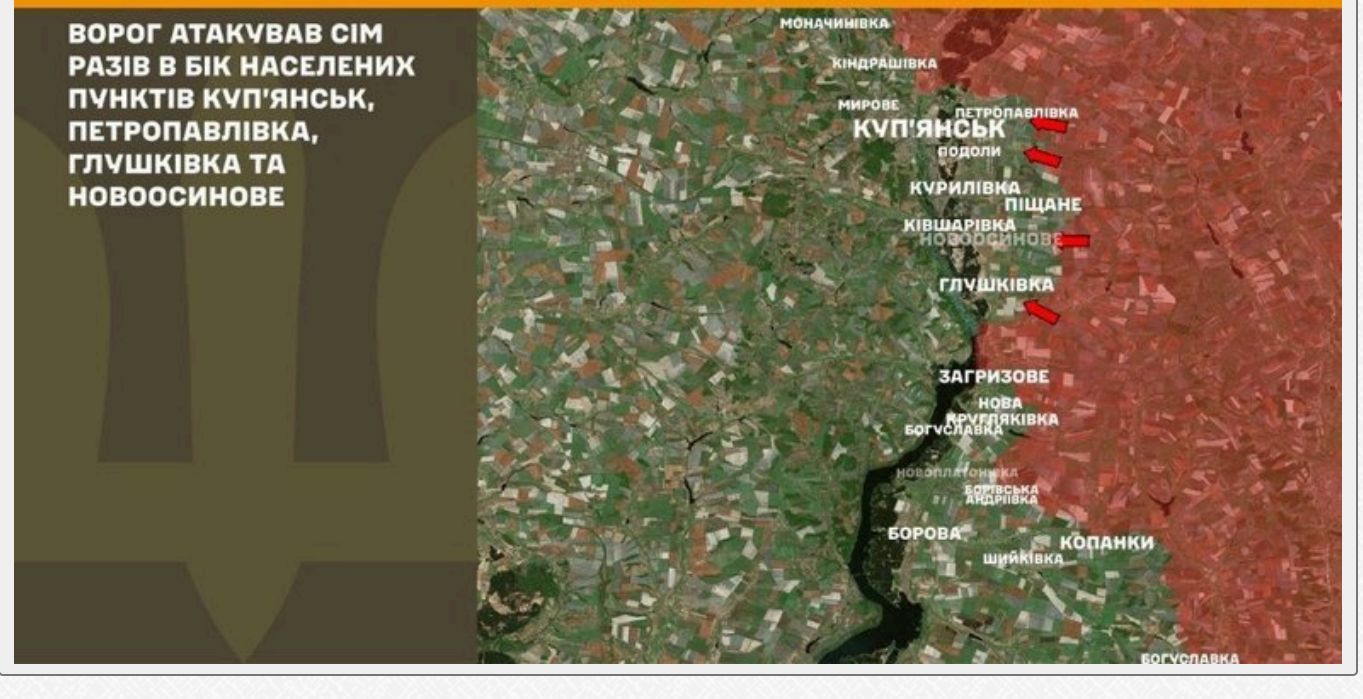 ВОРОГ АТАКУВАВ СІМ
РАЗІВ В БІК НАСЕЛЕНИХ
ПУНКТІВ КУП'ЯНСЬК,
ПЕТРОПАВЛІВКА,
ГЛУШКІВКА ТА
НОВООСИНОВЕ
МОНАЧИНІВКА
КІНДРАШІВКА
МИРОВЕ
ПЕТРОПАВЛІВКА
КУП'ЯНСЬК
ПОДОЛИ
КУРИЛІВКА
ПІЩАНЕ
КІВШАРІВКА
НОВООСИНОВЕ
ГЛУШКІВКА
ЗАГРИЗОВЕ
НОВА
КРУГЛЯКІВКА
БОГУСЛАВКА
НОВОПЛАТОНІВКА
БОРІВСЬКА
АНДРІЇВКА
БОРОВА
КОПАНКИ
ШИЙКІВКА
БОГУСЛАВКА